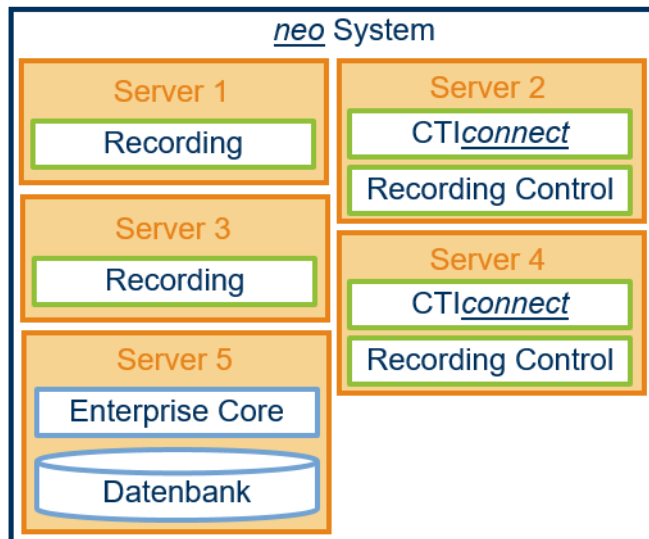 neo System
Server 1
Recording
Server 2
CTIconnect
Recording Control
Server 3
Recording
Server 4
CTIconnect
Recording Control
Server 5
Enterprise Core
Datenbank